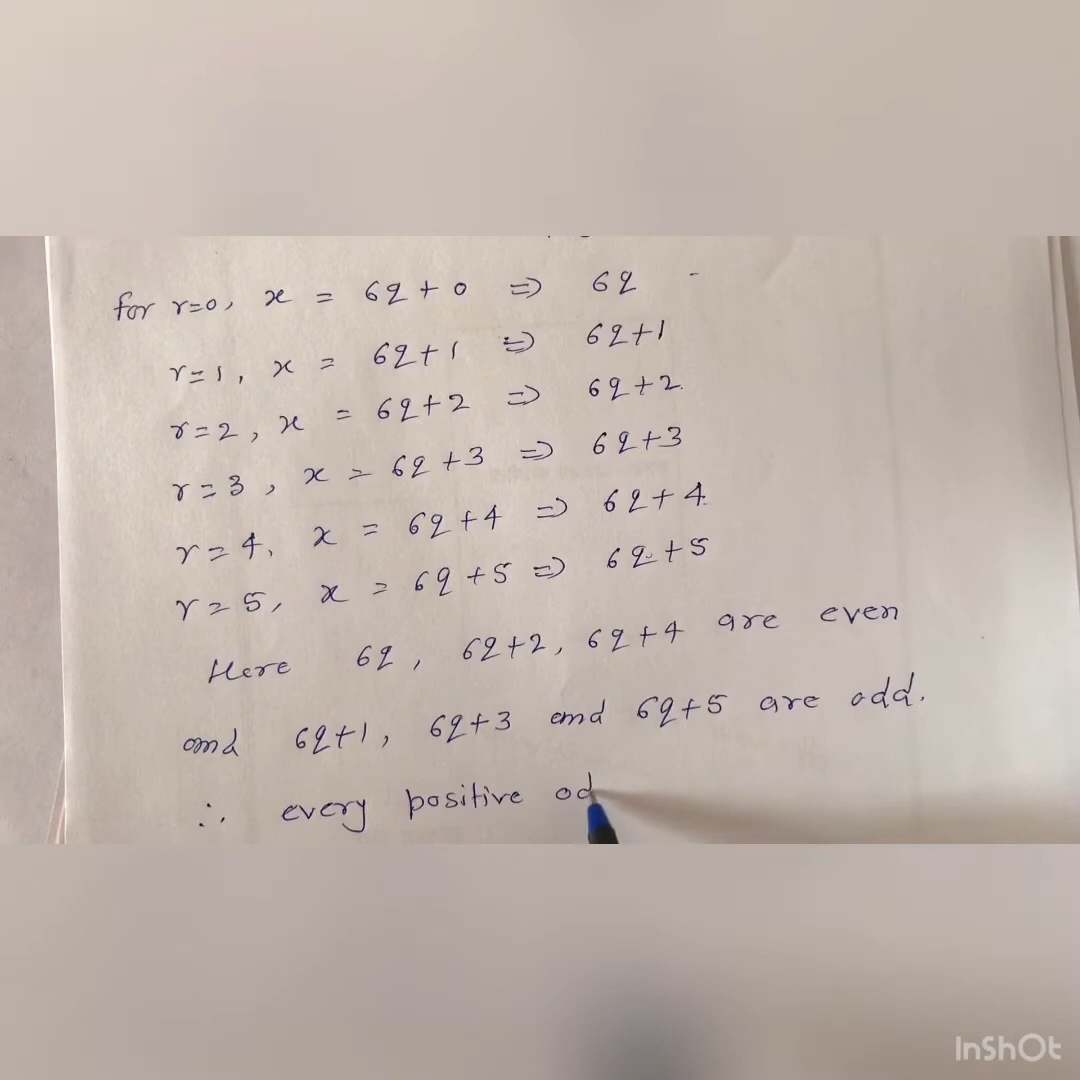 for r=0, x = 6q + 0 ⇒ 6q
r=1, x = 6q+1 ⇒ 6q+1
r=2, x = 6q+2 ⇒ 6q+2
r=3, x = 6q+3 ⇒ 6q+3
r=4, x = 6q+4 ⇒ 6q+4
r=5, x = 6q+5 ⇒ 6q+5
Here 6q, 6q+2, 6q+4 are even
and 6q+1, 6q+3 and 6q+5 are odd.
∴ every positive od
InShOt